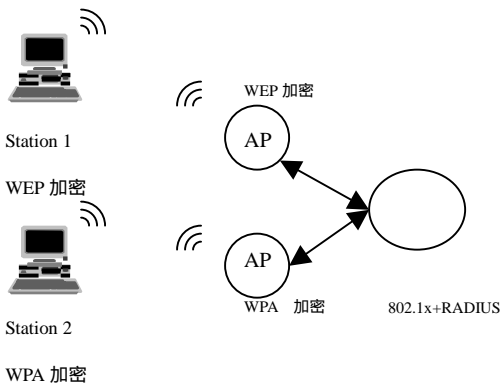 WEP 加密
AP
Station 1
WEP 加密
AP
WPA 加密
802.1x+RADIUS
Station 2
WPA 加密